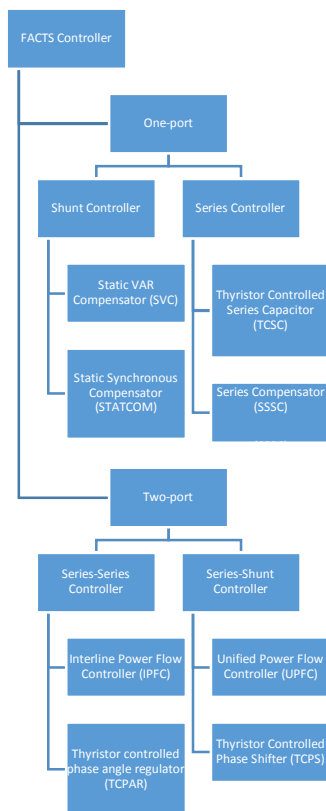 FACTS Controller
One-port
Shunt Controller
Static VAR
Compensator (SVC)
Static Synchronous
Compensator
(STATCOM)
Series Controller
Thyristor Controlled
Series Capacitor
(TCSC)
Series Compensator
(SSSC)
Two-port
Series-Series
Controller
Interline Power Flow
Controller (IPFC)
Thyristor controlled
phase angle regulator
(TCPAR)
Series-Shunt
Controller
Unified Power Flow
Controller (UPFC)
Thyristor Controlled
Phase Shifter (TCPS)